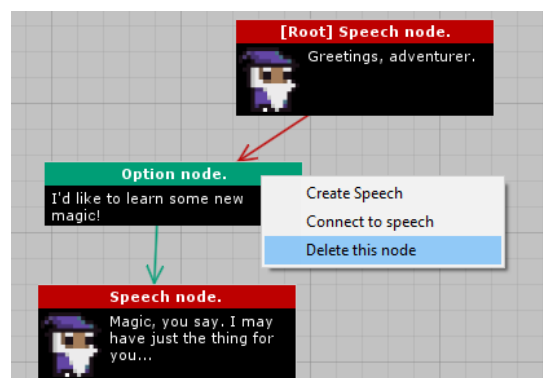 [Root] Speech node.
Greetings, adventurer.
Option node.
I'd like to learn some new
magic!
Create Speech
Connect to speech
Delete this node
Speech node.
Magic, you say. I may
have just the thing for
you...